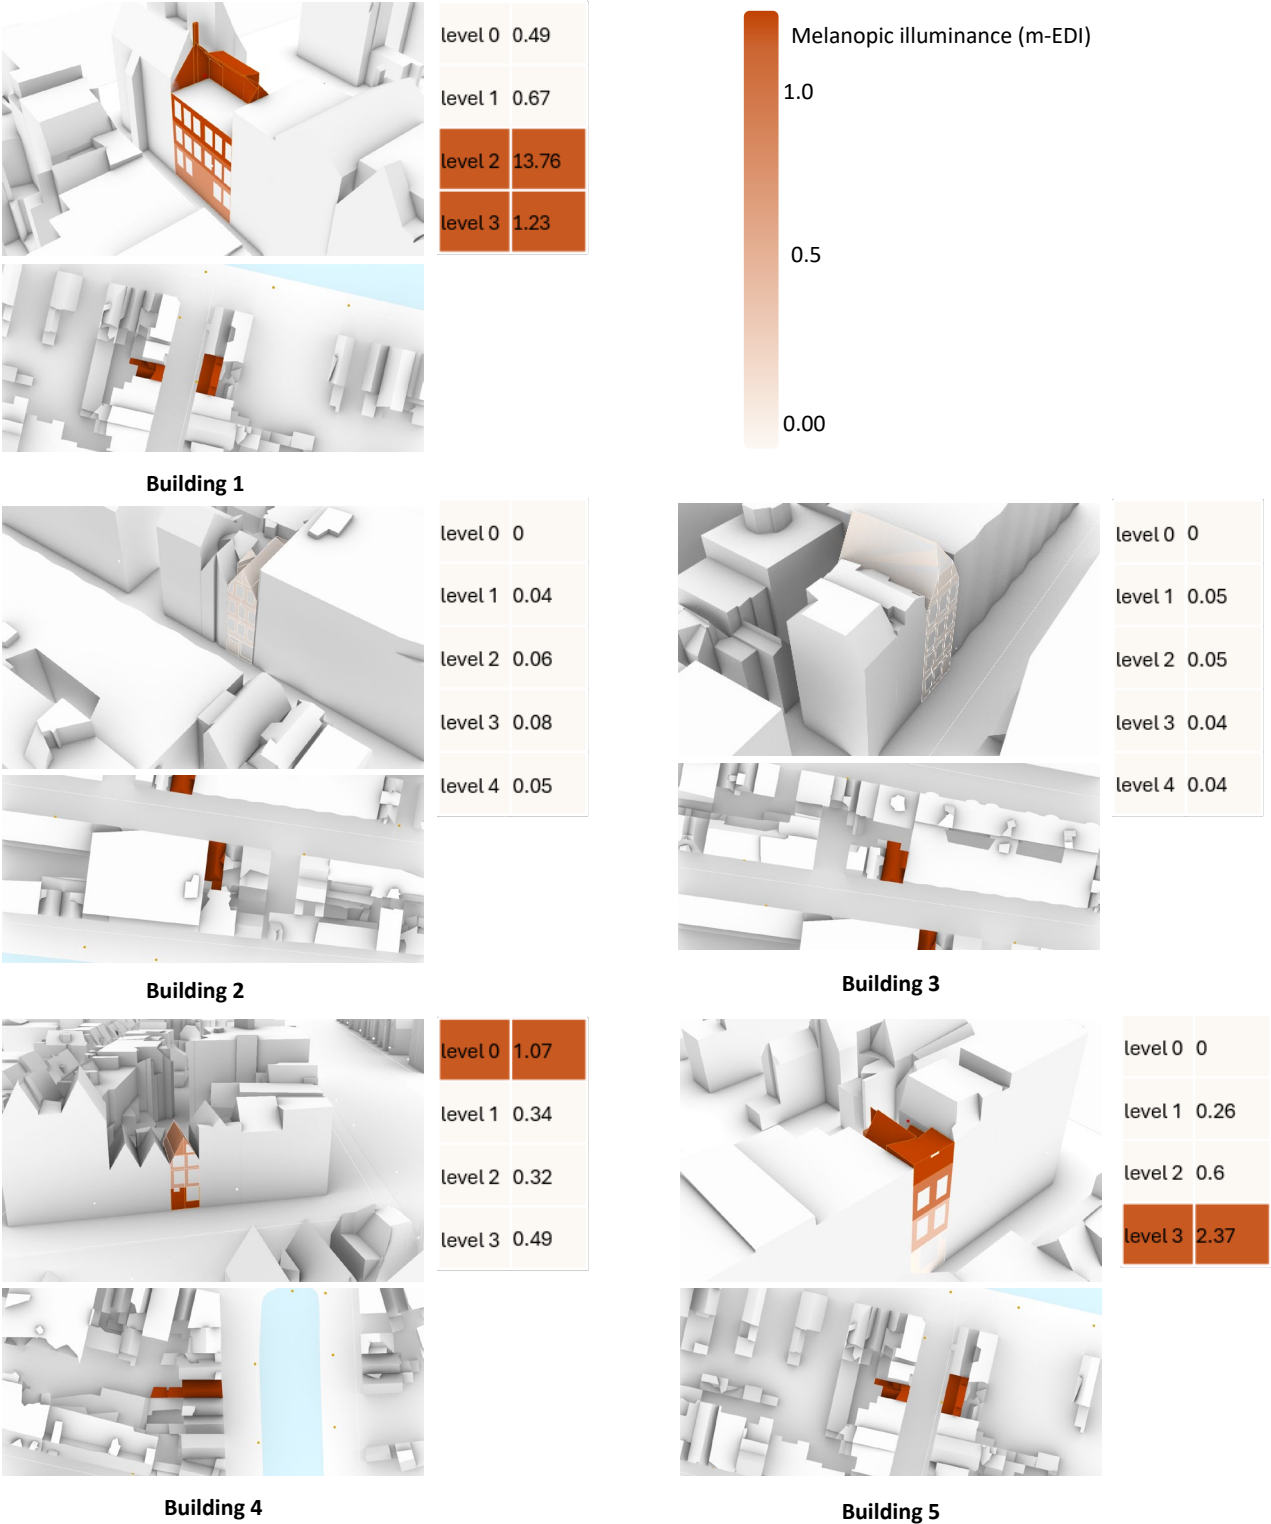 level 0 0.49
level 1 0.67
level 2 13.76
level 3 1.23
Melanopic illuminance (m-EDI)
1.0
0.5
0.00
Building 1
level 0 0
level 1 0.04
level 2 0.06
level 3 0.08
level 4 0.05
Building 2
level 0 0
level 1 0.05
level 2 0.05
level 3 0.04
level 4 0.04
Building 3
level 0 1.07
level 1 0.34
level 2 0.32
level 3 0.49
Building 4
level 0 0
level 1 0.26
level 2 0.6
level 3 2.37
Building 5